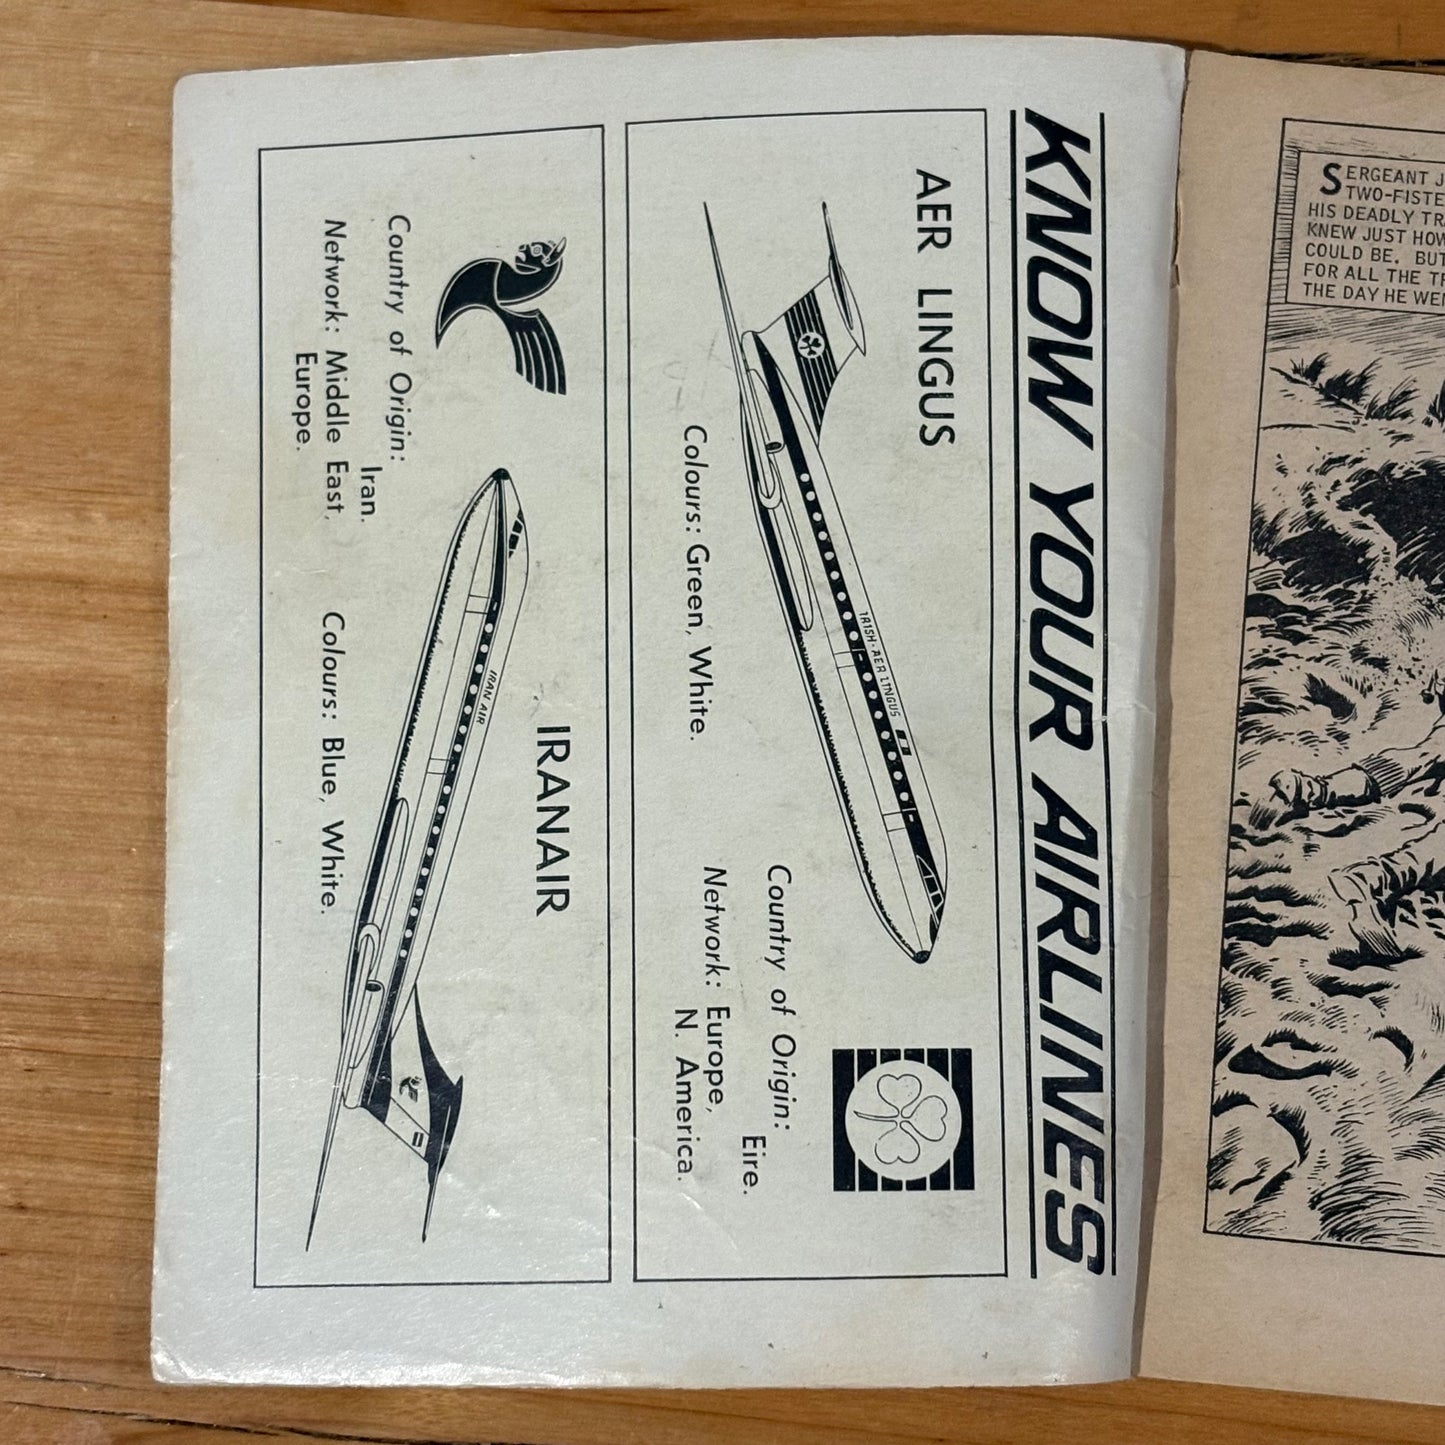 KNOW YOUR AIRLINES
AER LINGUS
IRISH·AER LINGUS
Colours: Green, White.
Country of Origin:
Eire.
Network: Europe,
N. America.
IRANAIR
IRAN AIR
Country of Origin:
Iran.
Network: Middle East,
Europe.
Colours: Blue, White.
SERGEANT J
TWO-FISTE
HIS DEADLY TRA
KNEW JUST HOW
COULD BE. BUT
FOR ALL THE TR
THE DAY HE WE